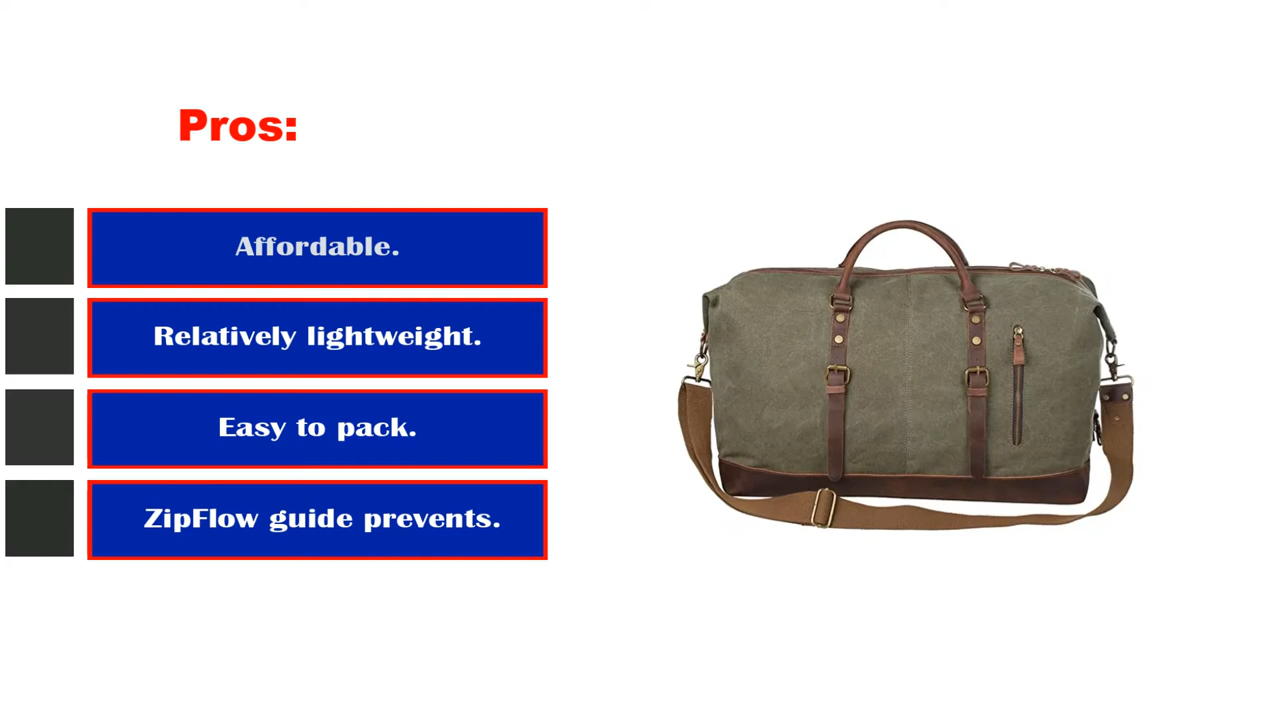 Pros:
Affordable.
Relatively lightweight.
Easy to pack.
ZipFlow guide prevents.